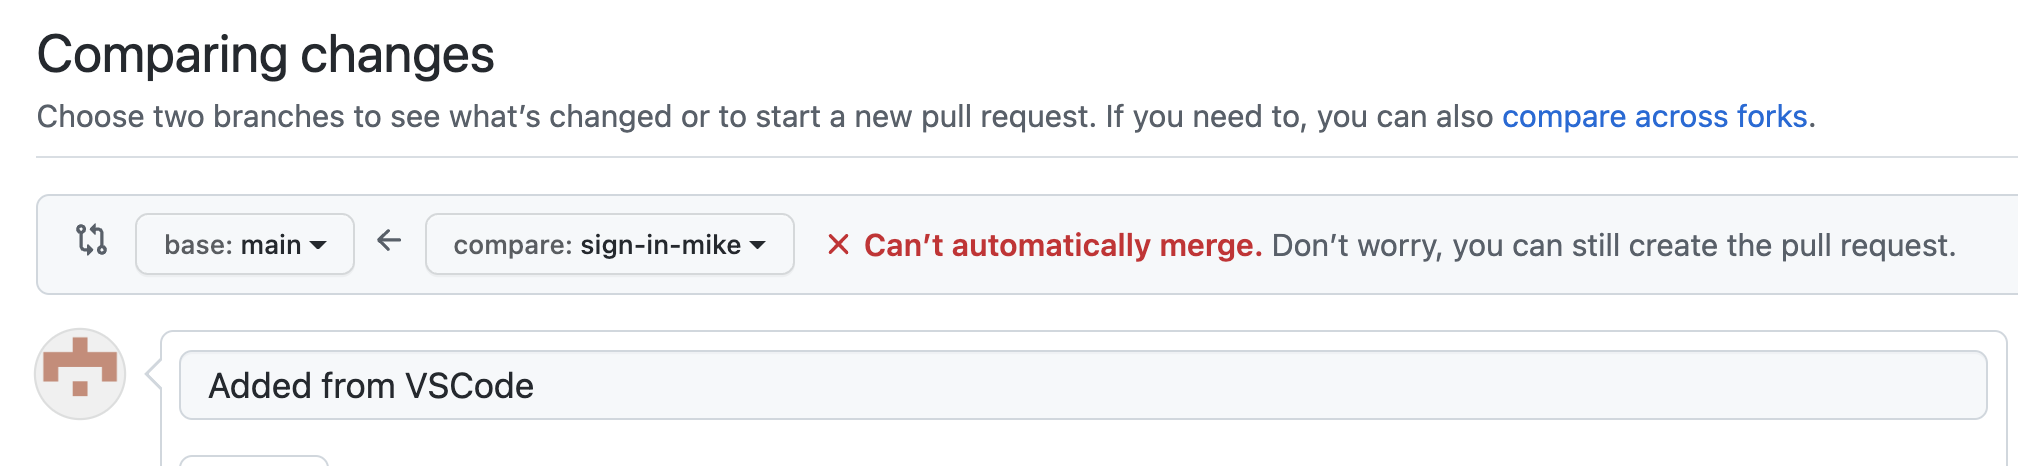 Comparing changes
Choose two branches to see what’s changed or to start a new pull request. If you need to, you can also compare across forks.
base: main compare: sign-in-mike Can’t automatically merge. Don’t worry, you can still create the pull request.
Added from VSCode